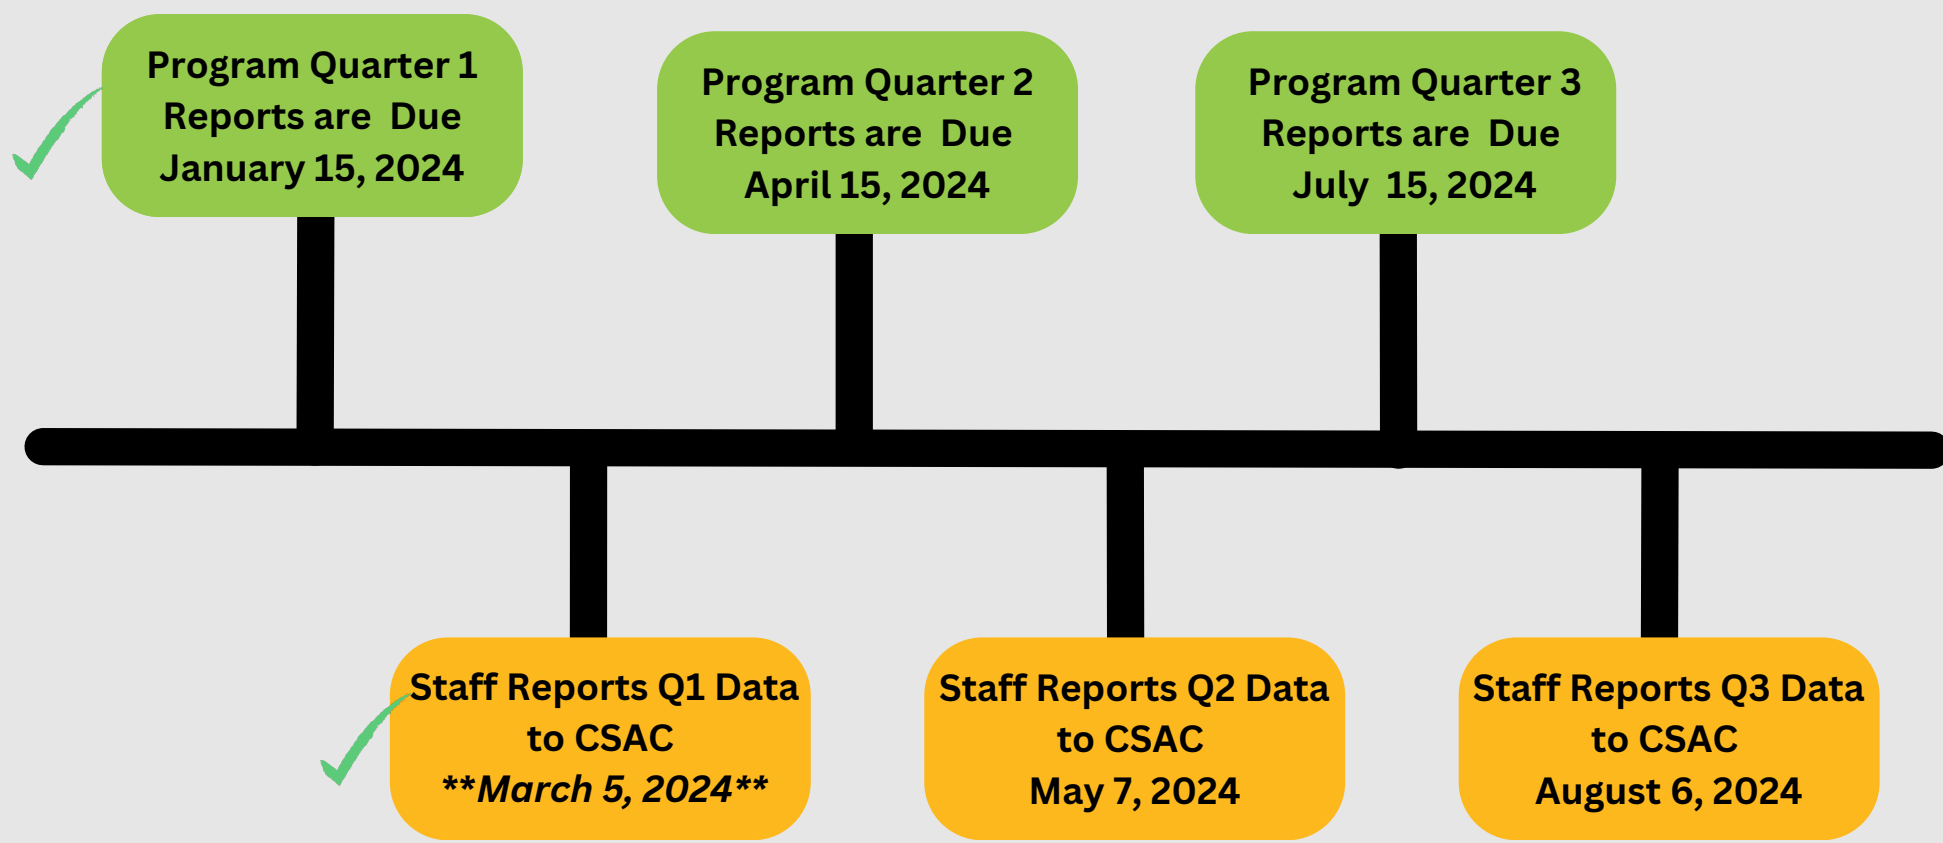 Program Quarter 1
Reports are  Due
January 15, 2024
Program Quarter 2
Reports are  Due
April 15, 2024
Program Quarter 3
Reports are  Due
July  15, 2024
Staff Reports Q1 Data
to CSAC
**March 5, 2024**
Staff Reports Q2 Data
to CSAC
May 7, 2024
Staff Reports Q3 Data
to CSAC
August 6, 2024